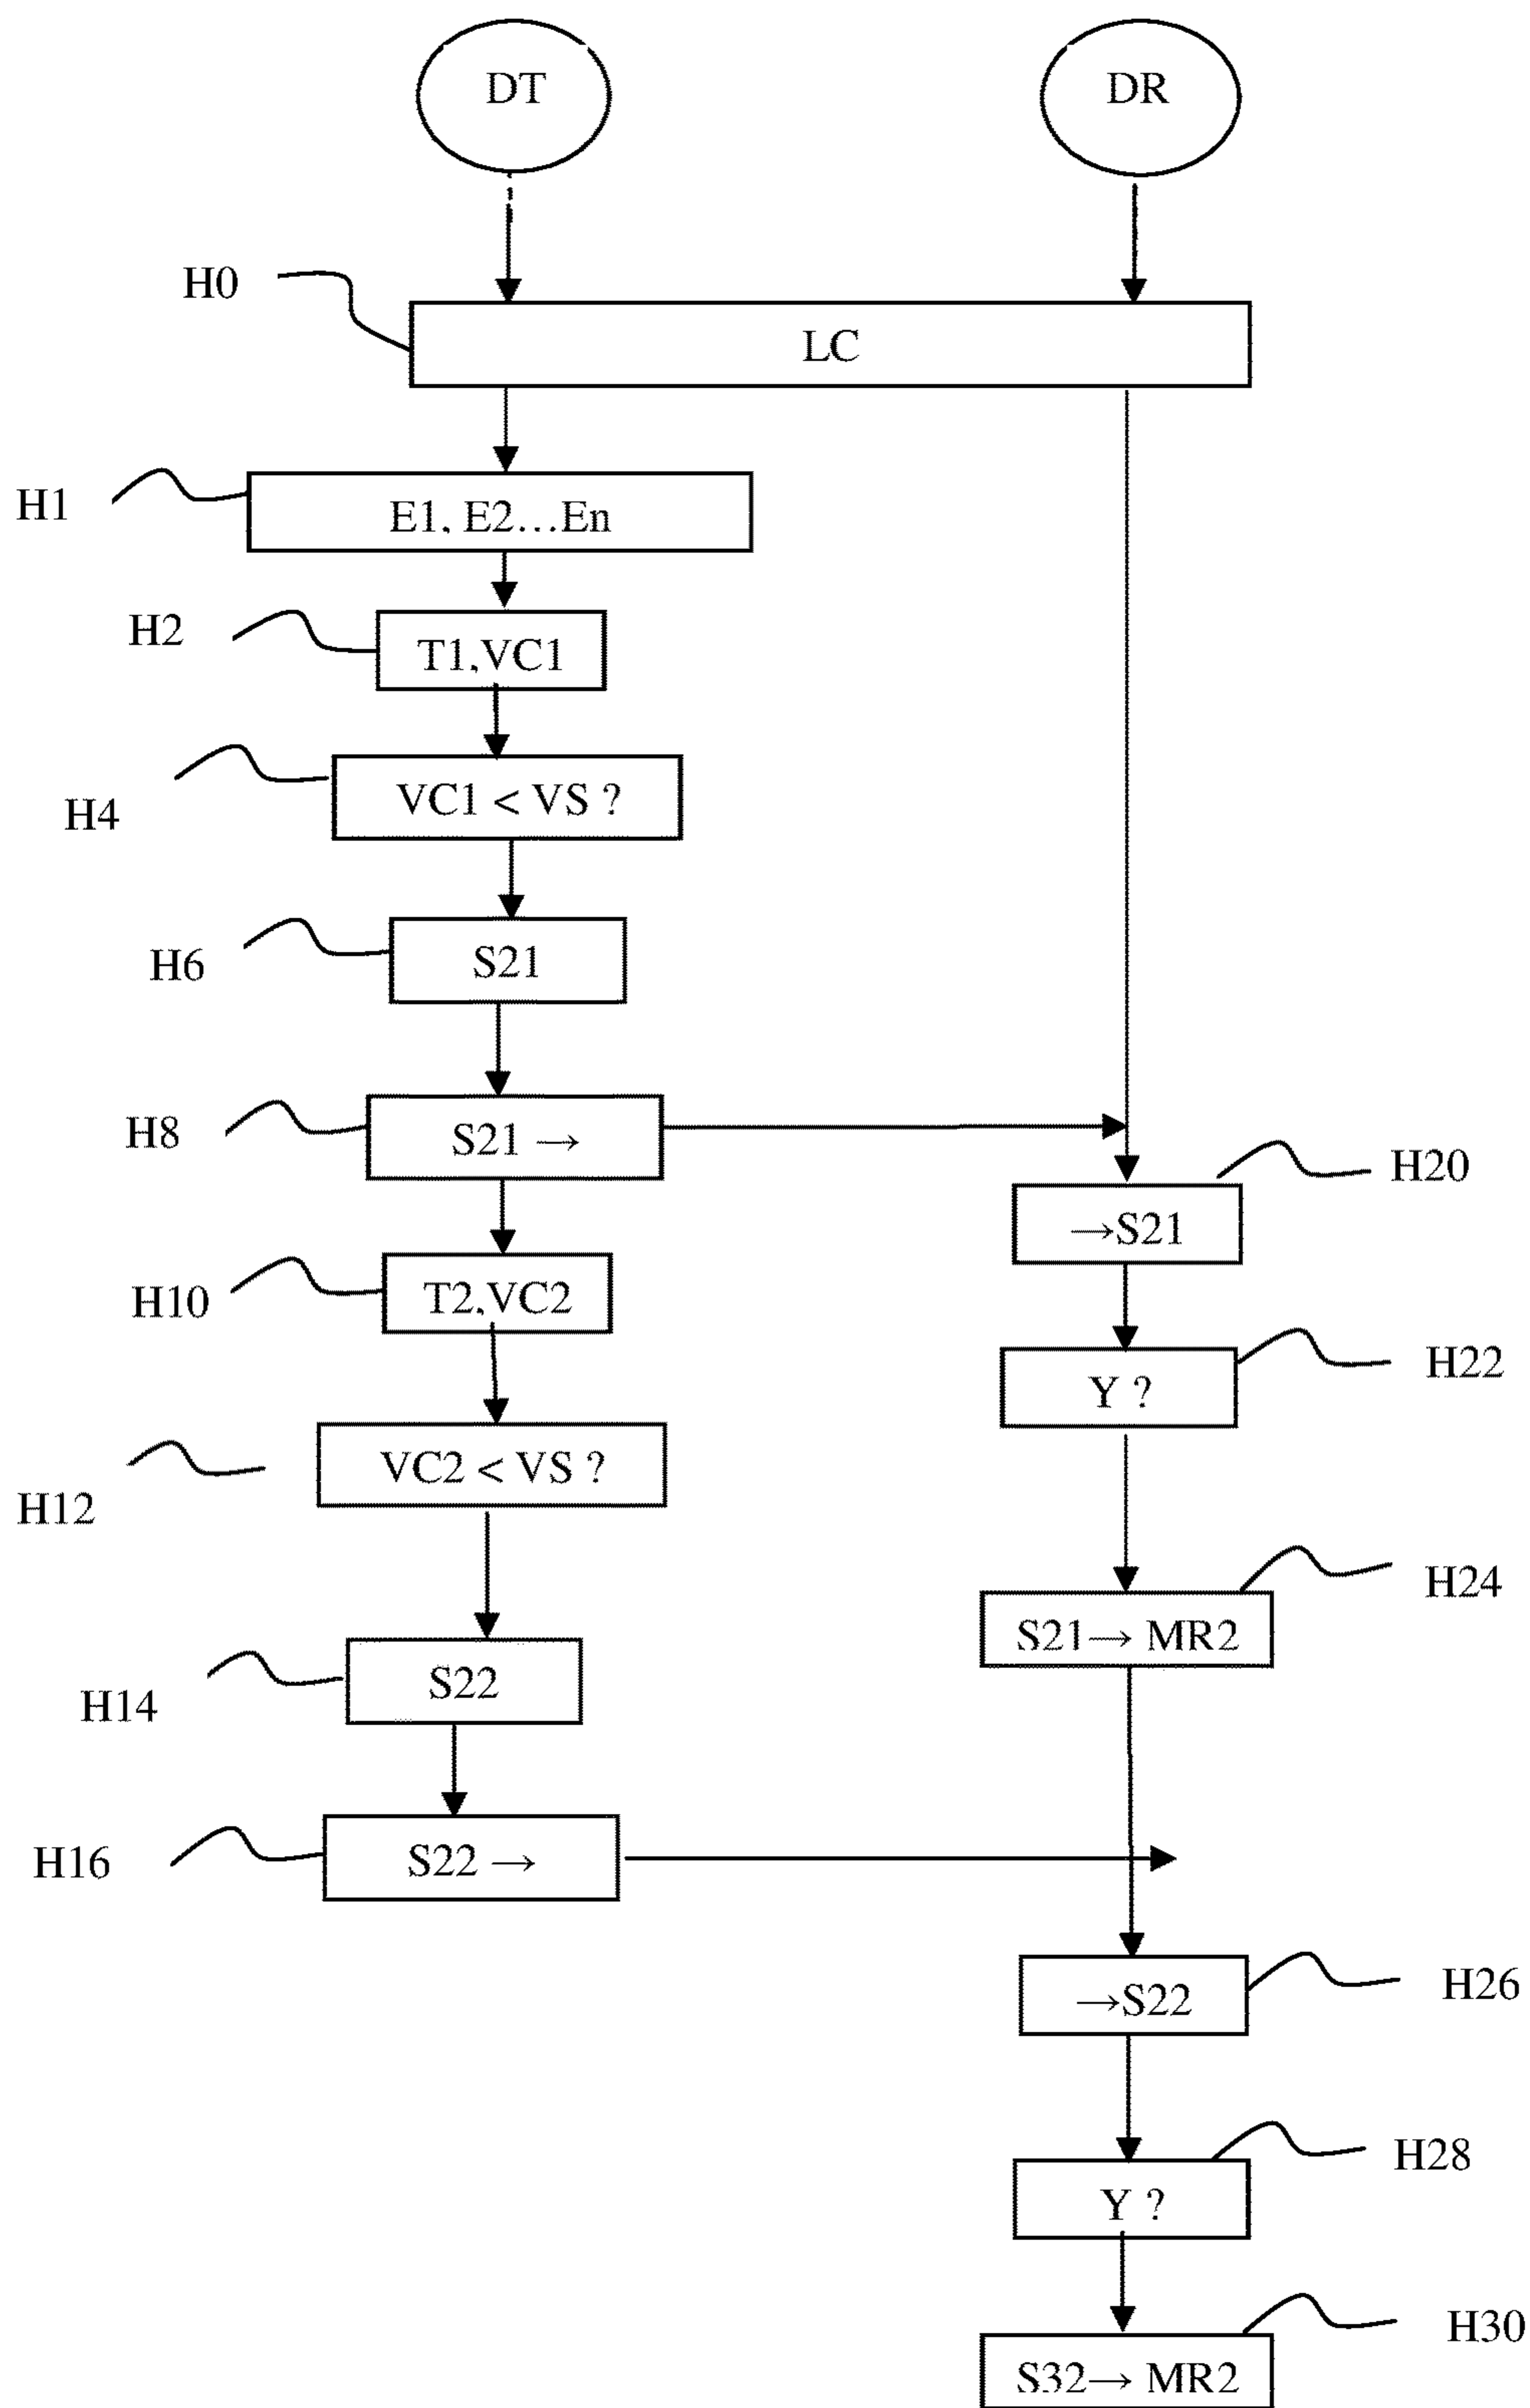 DT
DR
H0
LC
H1
E1, E2…En
H2
T1,VC1
H4
VC1 < VS ?
H6
S21
H8
S21 →
H20
→S21
H10
T2,VC2
H22
Y ?
H12
VC2 < VS ?
H24
S21→ MR2
H14
S22
H16
S22 →
H26
→S22
H28
Y ?
H30
S32→ MR2